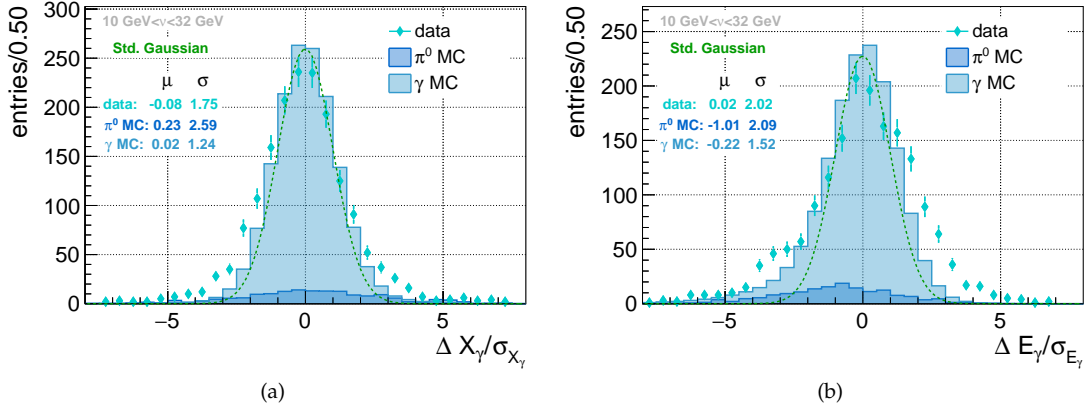 entries/0.50
10 GeV<ν<32 GeV
Std. Gaussian
μ σ
data: -0.08 1.75
π⁰ MC: 0.23 2.59
γ MC: 0.02 1.24
data
π⁰ MC
γ MC
300
250
200
150
100
50
0
−5 0 5
Δ X_γ/σ_{X_γ}
(a)
entries/0.50
10 GeV<ν<32 GeV
Std. Gaussian
μ σ
data: 0.02 2.02
π⁰ MC: -1.01 2.09
γ MC: -0.22 1.52
data
π⁰ MC
γ MC
250
200
150
100
50
0
−5 0 5
Δ E_γ/σ_{E_γ}
(b)